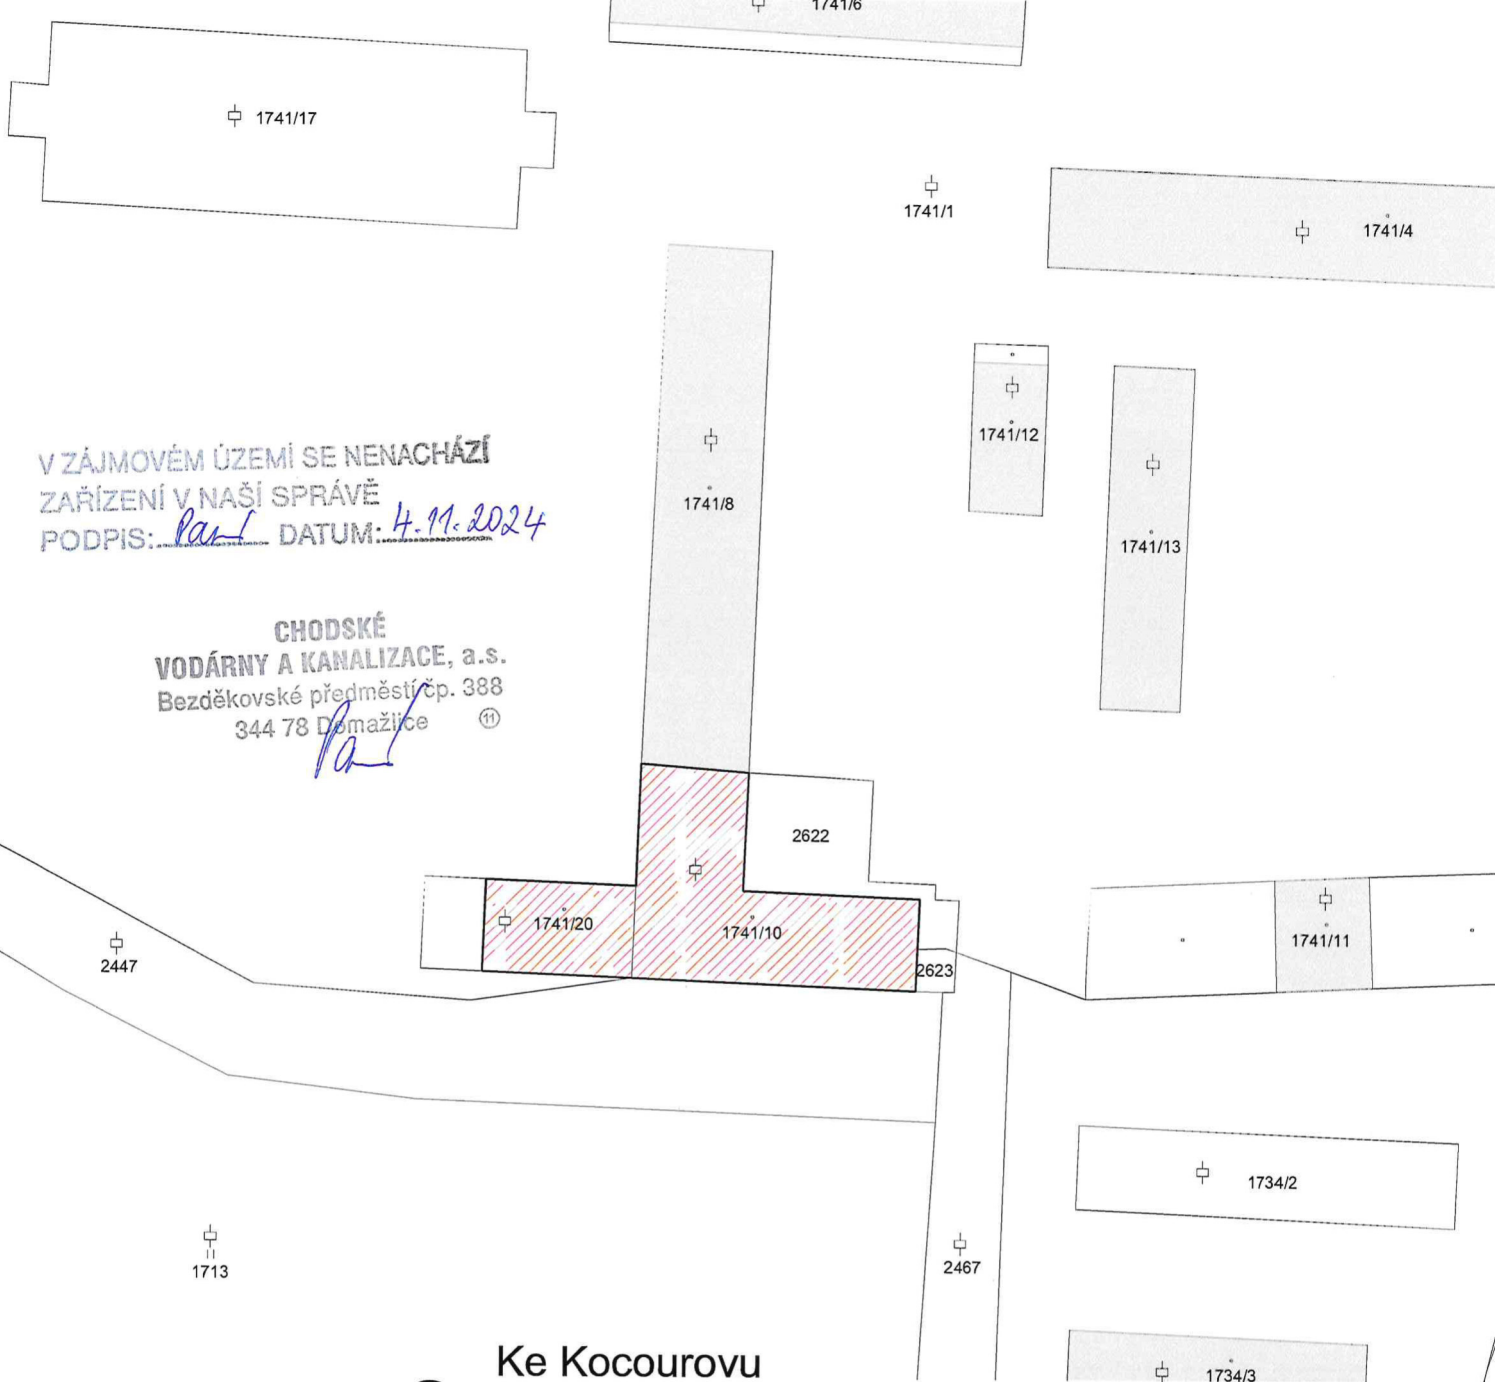 1741/6
1741/17
1741/1
1741/4
1741/12
1741/8
1741/13
V ZÁJMOVÉM ÚZEMÍ SE NENACHÁZÍ
ZAŘÍZENÍ V NAŠÍ SPRÁVĚ
PODPIS: DATUM: 4.11.2024
CHODSKÉ
VODÁRNY A KANALIZACE, a.s.
Bezděkovské předměstí čp. 388
344 78 Domažlice 11
2622
1741/20
1741/10
2623
1741/11
2447
1734/2
1713
2467
Ke Kocourovu
1734/3